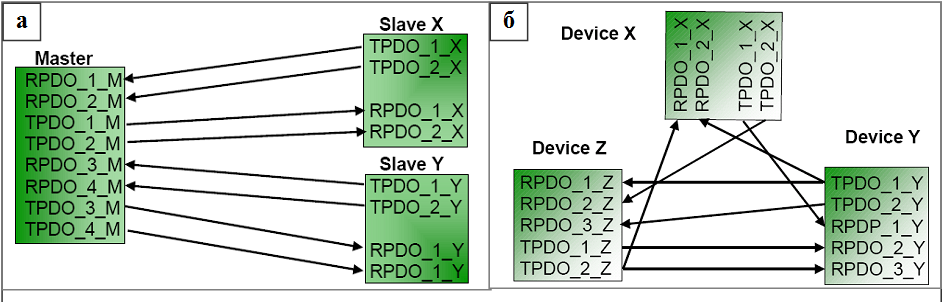 а
Slave X
Master
TPDO_1_X
TPDO_2_X
RPDO_1_X
RPDO_2_X
RPDO_1_M
RPDO_2_M
TPDO_1_M
TPDO_2_M
RPDO_3_M
RPDO_4_M
TPDO_3_M
TPDO_4_M
Slave Y
TPDO_1_Y
TPDO_2_Y
RPDO_1_Y
RPDO_1_Y
б
Device X
RPDO_1_X
RPDO_2_X
TPDO_1_X
TPDO_2_X
Device Z
RPDO_1_Z
RPDO_2_Z
RPDO_3_Z
TPDO_1_Z
TPDO_2_Z
Device Y
TPDO_1_Y
TPDO_2_Y
RPDP_1_Y
RPDO_2_Y
RPDO_3_Y